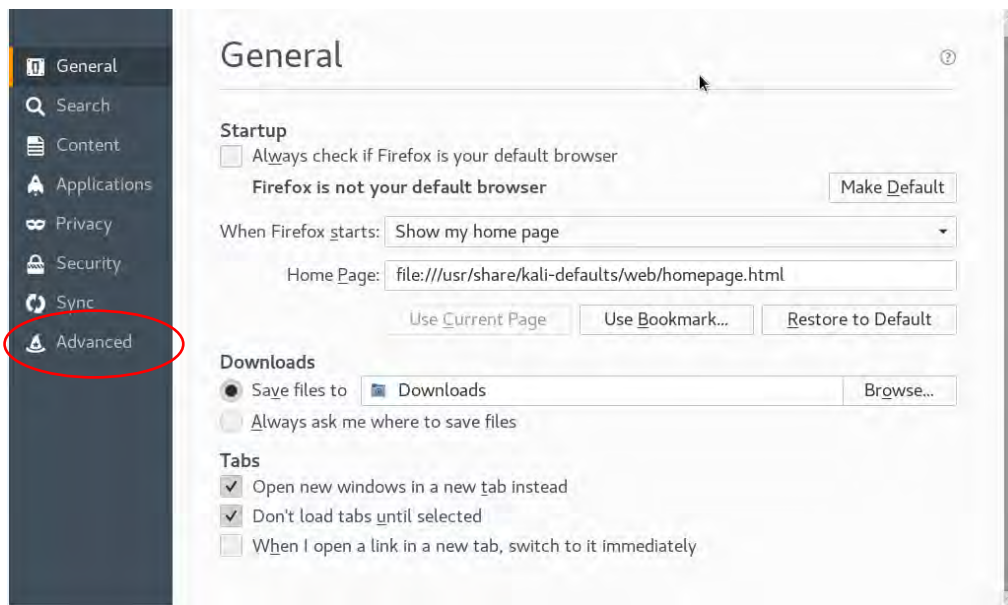 General
Search
Content
Applications
Privacy
Security
Sync
Advanced
General
?
Startup
Always check if Firefox is your default browser
Firefox is not your default browser
Make Default
When Firefox starts: Show my home page
Home Page: file:///usr/share/kali-defaults/web/homepage.html
Use Current Page Use Bookmark... Restore to Default
Downloads
Save files to Downloads Browse...
Always ask me where to save files
Tabs
Open new windows in a new tab instead
Don't load tabs until selected
When I open a link in a new tab, switch to it immediately